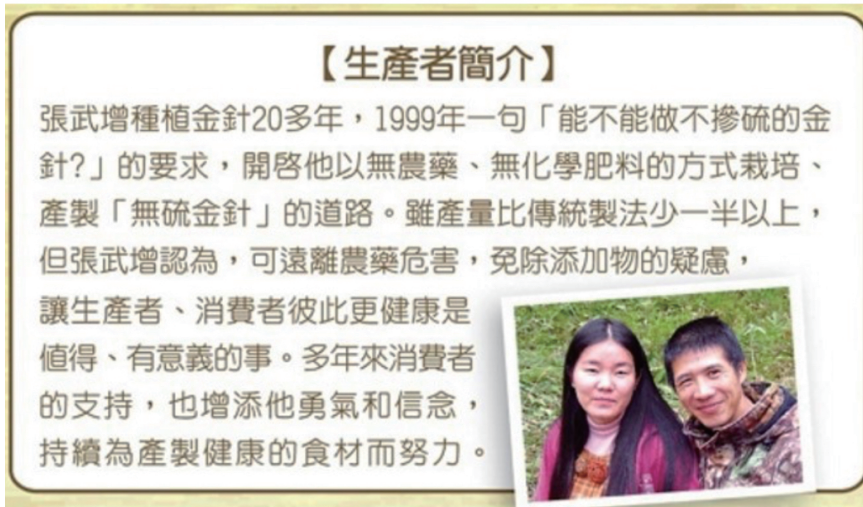 【生產者簡介】
張武增種植金針20多年，1999年一句「能不能做不摻硫的金
針?」的要求，開啓他以無農藥、無化學肥料的方式栽培、
產製「無硫金針」的道路。雖產量比傳統製法少一半以上，
但張武增認為，可遠離農藥危害，免除添加物的疑慮，
讓生產者、消費者彼此更健康是
值得、有意義的事。多年來消費者
的支持，也增添他勇氣和信念，
持續為產製健康的食材而努力。